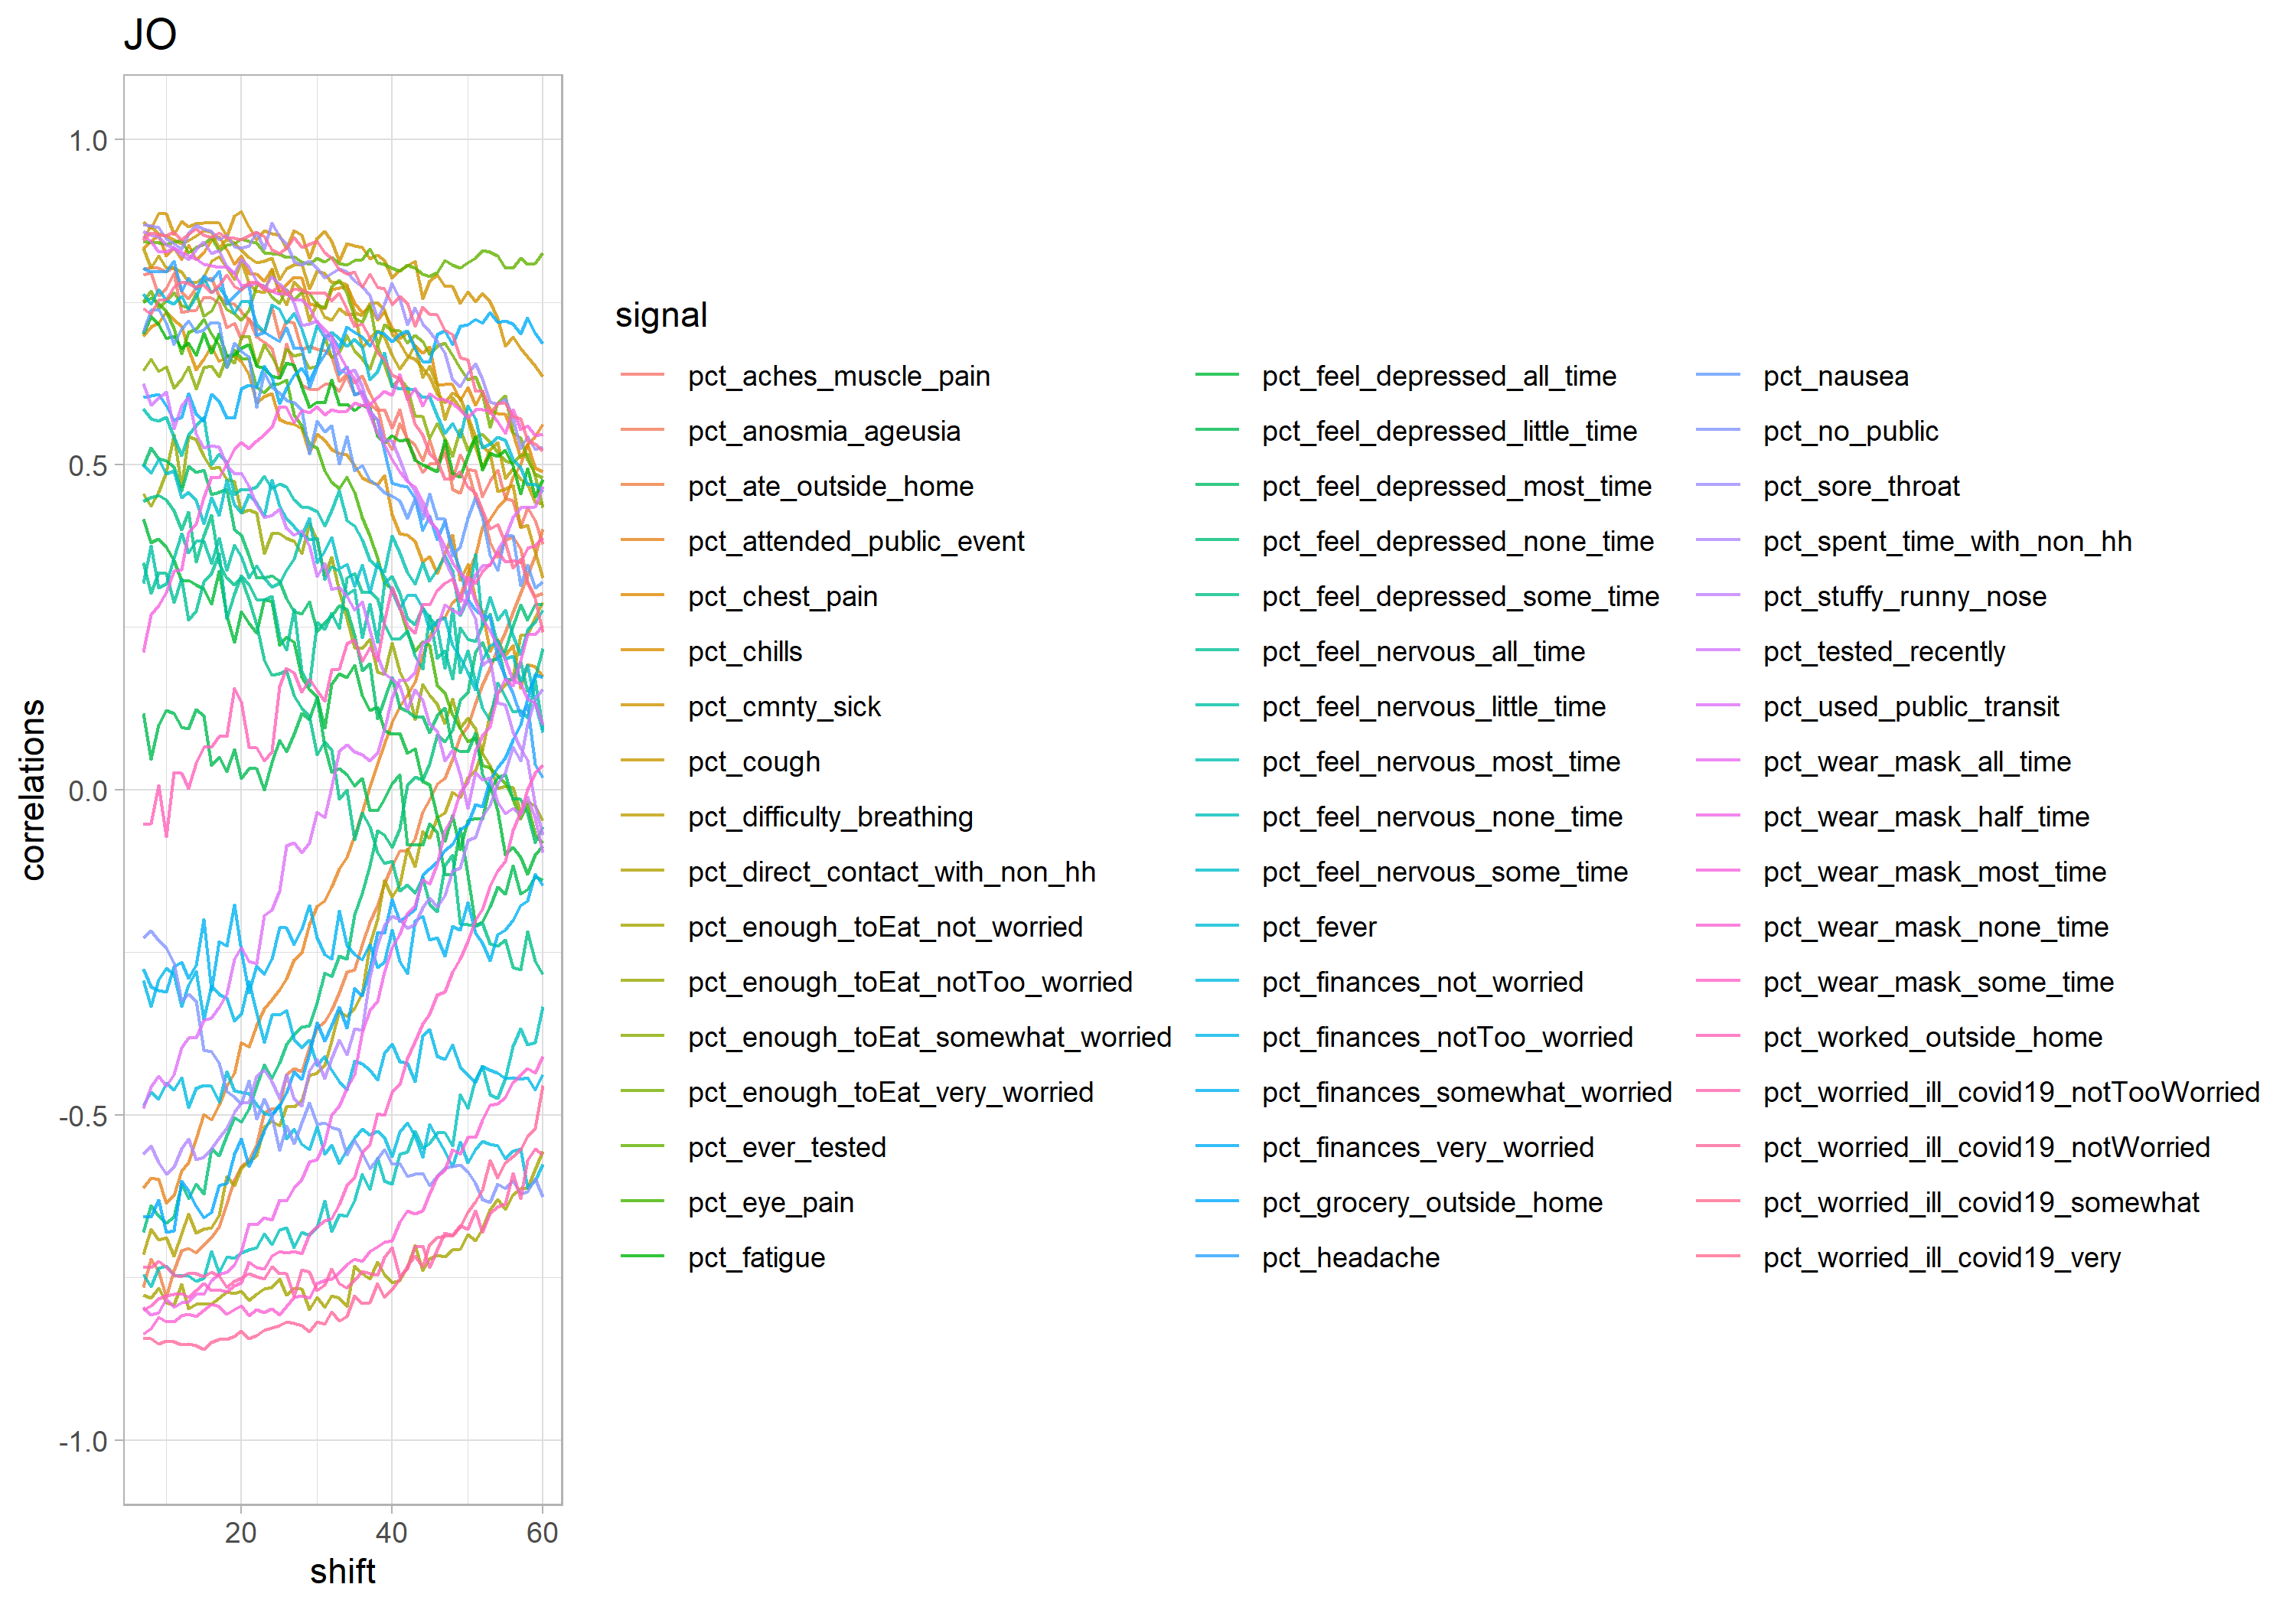 JO
1.0
0.5
0.0
-0.5
-1.0
correlations
20 40 60
shift
signal
pct_aches_muscle_pain
pct_anosmia_ageusia
pct_ate_outside_home
pct_attended_public_event
pct_chest_pain
pct_chills
pct_cmnty_sick
pct_cough
pct_difficulty_breathing
pct_direct_contact_with_non_hh
pct_enough_toEat_not_worried
pct_enough_toEat_notToo_worried
pct_enough_toEat_somewhat_worried
pct_enough_toEat_very_worried
pct_ever_tested
pct_eye_pain
pct_fatigue
pct_feel_depressed_all_time
pct_feel_depressed_little_time
pct_feel_depressed_most_time
pct_feel_depressed_none_time
pct_feel_depressed_some_time
pct_feel_nervous_all_time
pct_feel_nervous_little_time
pct_feel_nervous_most_time
pct_feel_nervous_none_time
pct_feel_nervous_some_time
pct_fever
pct_finances_not_worried
pct_finances_notToo_worried
pct_finances_somewhat_worried
pct_finances_very_worried
pct_grocery_outside_home
pct_headache
pct_nausea
pct_no_public
pct_sore_throat
pct_spent_time_with_non_hh
pct_stuffy_runny_nose
pct_tested_recently
pct_used_public_transit
pct_wear_mask_all_time
pct_wear_mask_half_time
pct_wear_mask_most_time
pct_wear_mask_none_time
pct_wear_mask_some_time
pct_worked_outside_home
pct_worried_ill_covid19_notTooWorried
pct_worried_ill_covid19_notWorried
pct_worried_ill_covid19_somewhat
pct_worried_ill_covid19_very